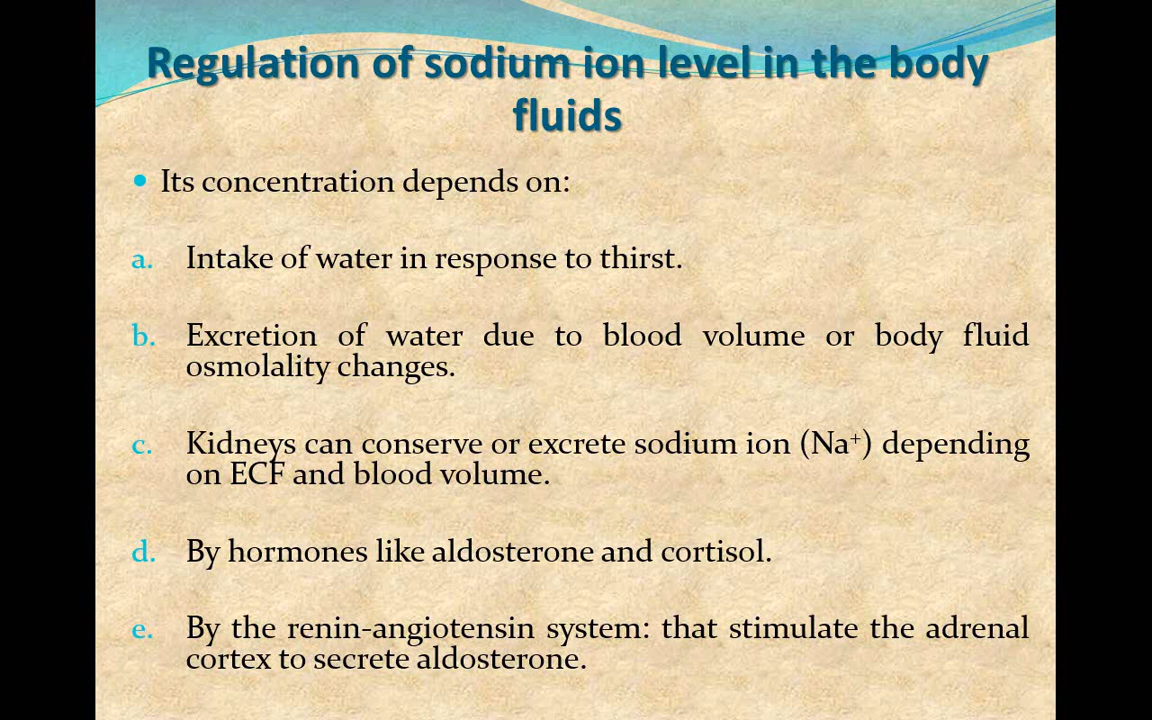 Regulation of sodium ion level in the body
fluids
• Its concentration depends on:
a. Intake of water in response to thirst.
b. Excretion of water due to blood volume or body fluid
osmolality changes.
c. Kidneys can conserve or excrete sodium ion (Na⁺) depending
on ECF and blood volume.
d. By hormones like aldosterone and cortisol.
e. By the renin-angiotensin system: that stimulate the adrenal
cortex to secrete aldosterone.